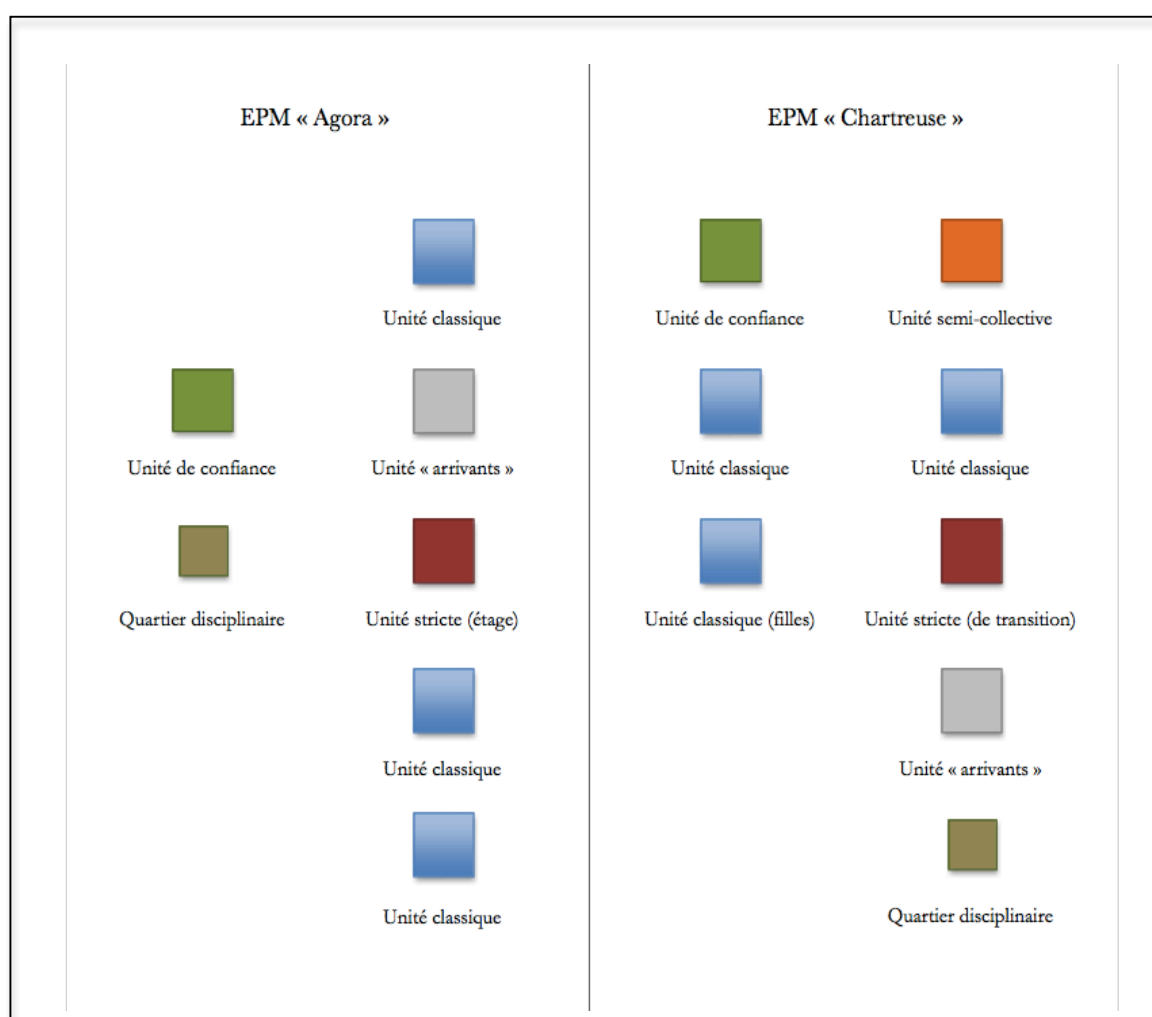 EPM « Agora »
Unité classique
Unité de confiance
Unité « arrivants »
Quartier disciplinaire
Unité stricte (étage)
Unité classique
Unité classique
EPM « Chartreuse »
Unité de confiance
Unité semi-collective
Unité classique
Unité classique
Unité classique (filles)
Unité stricte (de transition)
Unité « arrivants »
Quartier disciplinaire